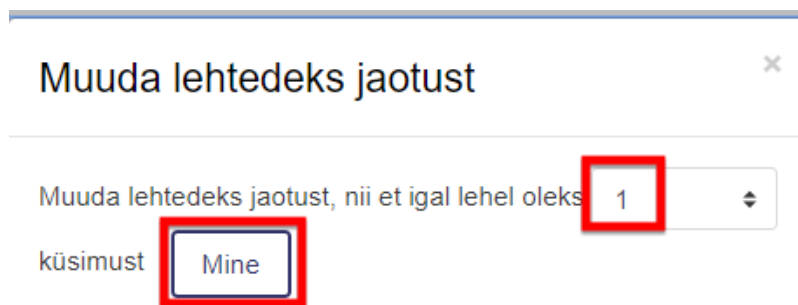 Muuda lehtedeks jaotust
×
Muuda lehtedeks jaotust, nii et igal lehel oleks 1
küsimust Mine